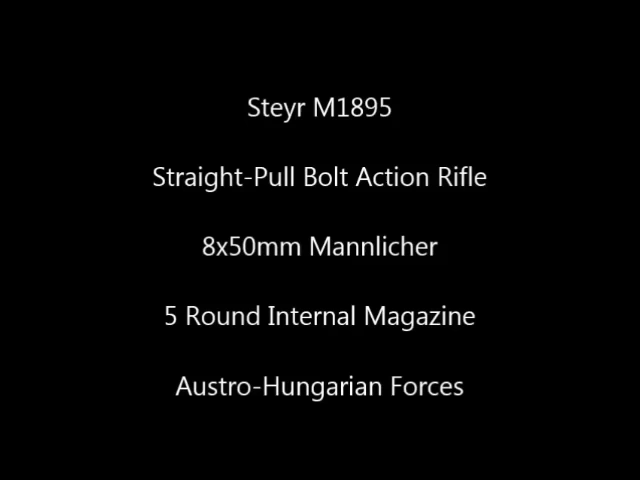 Steyr M1895
Straight-Pull Bolt Action Rifle
8x50mm Mannlicher
5 Round Internal Magazine
Austro-Hungarian Forces